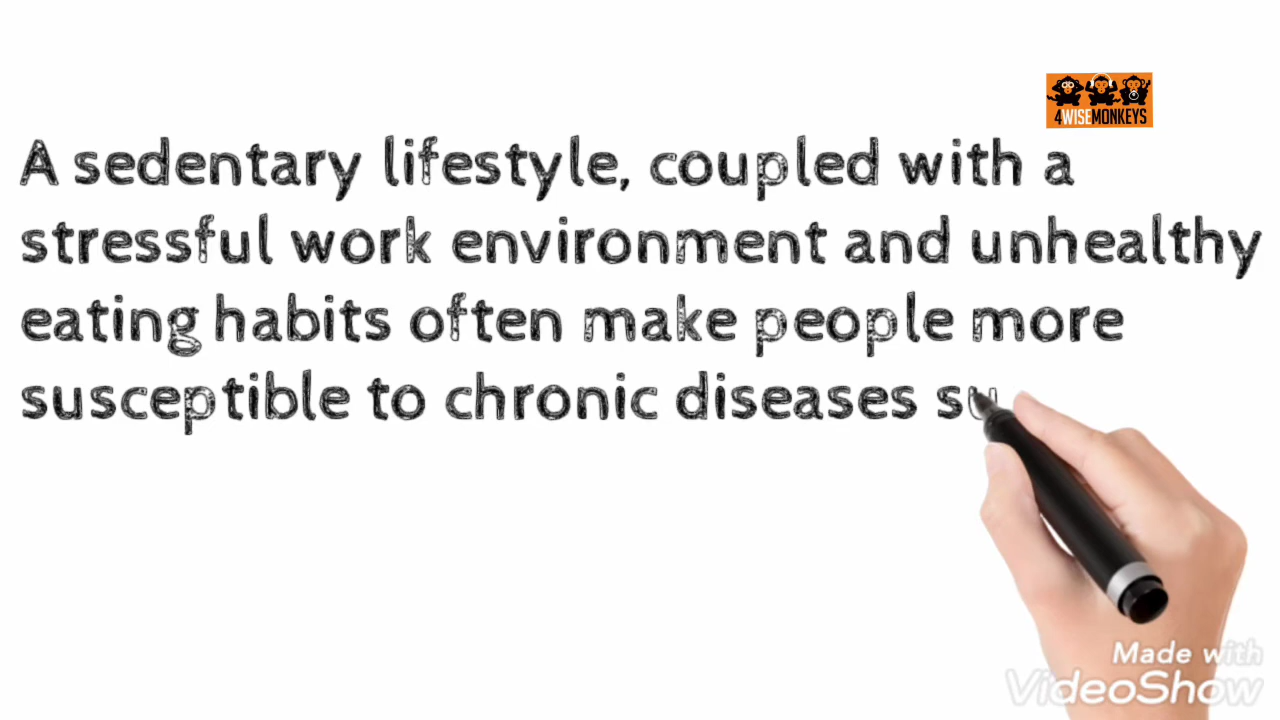 4WISEMONKEYS
A sedentary lifestyle, coupled with a
stressful work environment and unhealthy
eating habits often make people more
susceptible to chronic diseases su
Made with
VideoShow